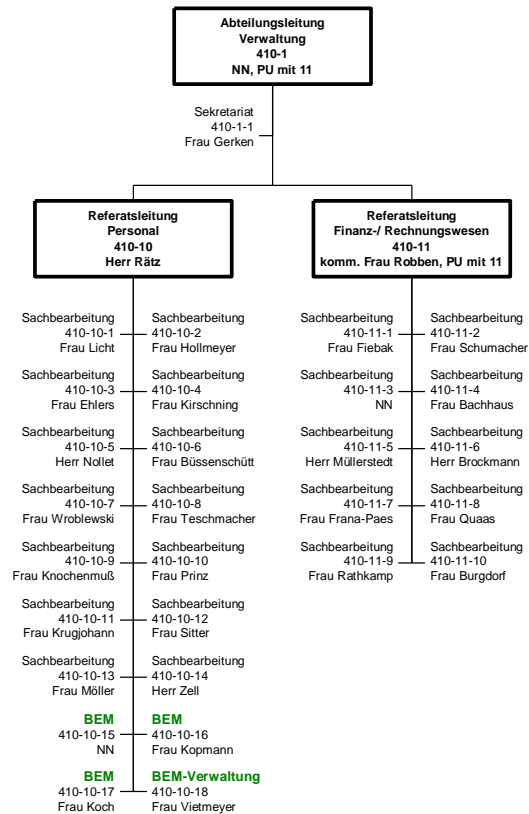 Abteilungsleitung
Verwaltung
410-1
NN, PU mit 11
Sekretariat
410-1-1
Frau Gerken
Referatsleitung
Personal
410-10
Herr Rätz
Sachbearbeitung
410-10-1
Frau Licht
Sachbearbeitung
410-10-2
Frau Hollmeyer
Sachbearbeitung
410-10-3
Frau Ehlers
Sachbearbeitung
410-10-4
Frau Kirschning
Sachbearbeitung
410-10-5
Herr Nollet
Sachbearbeitung
410-10-6
Frau Büssenschütt
Sachbearbeitung
410-10-7
Frau Wroblewski
Sachbearbeitung
410-10-8
Frau Teschmacher
Sachbearbeitung
410-10-9
Frau Knochenmuß
Sachbearbeitung
410-10-10
Frau Prinz
Sachbearbeitung
410-10-11
Frau Krugjohann
Sachbearbeitung
410-10-12
Frau Sitter
Sachbearbeitung
410-10-13
Frau Möller
Sachbearbeitung
410-10-14
Herr Zell
BEM
410-10-15
NN
BEM
410-10-16
Frau Kopmann
BEM
410-10-17
Frau Koch
BEM-Verwaltung
410-10-18
Frau Vietmeyer
Referatsleitung
Finanz-/ Rechnungswesen
410-11
komm. Frau Robben, PU mit 11
Sachbearbeitung
410-11-1
Frau Fiebak
Sachbearbeitung
410-11-2
Frau Schumacher
Sachbearbeitung
410-11-3
NN
Sachbearbeitung
410-11-4
Frau Bachhaus
Sachbearbeitung
410-11-5
Herr Müllerstedt
Sachbearbeitung
410-11-6
Herr Brockmann
Sachbearbeitung
410-11-7
Frau Frana-Paes
Sachbearbeitung
410-11-8
Frau Quaas
Sachbearbeitung
410-11-9
Frau Rathkamp
Sachbearbeitung
410-11-10
Frau Burgdorf